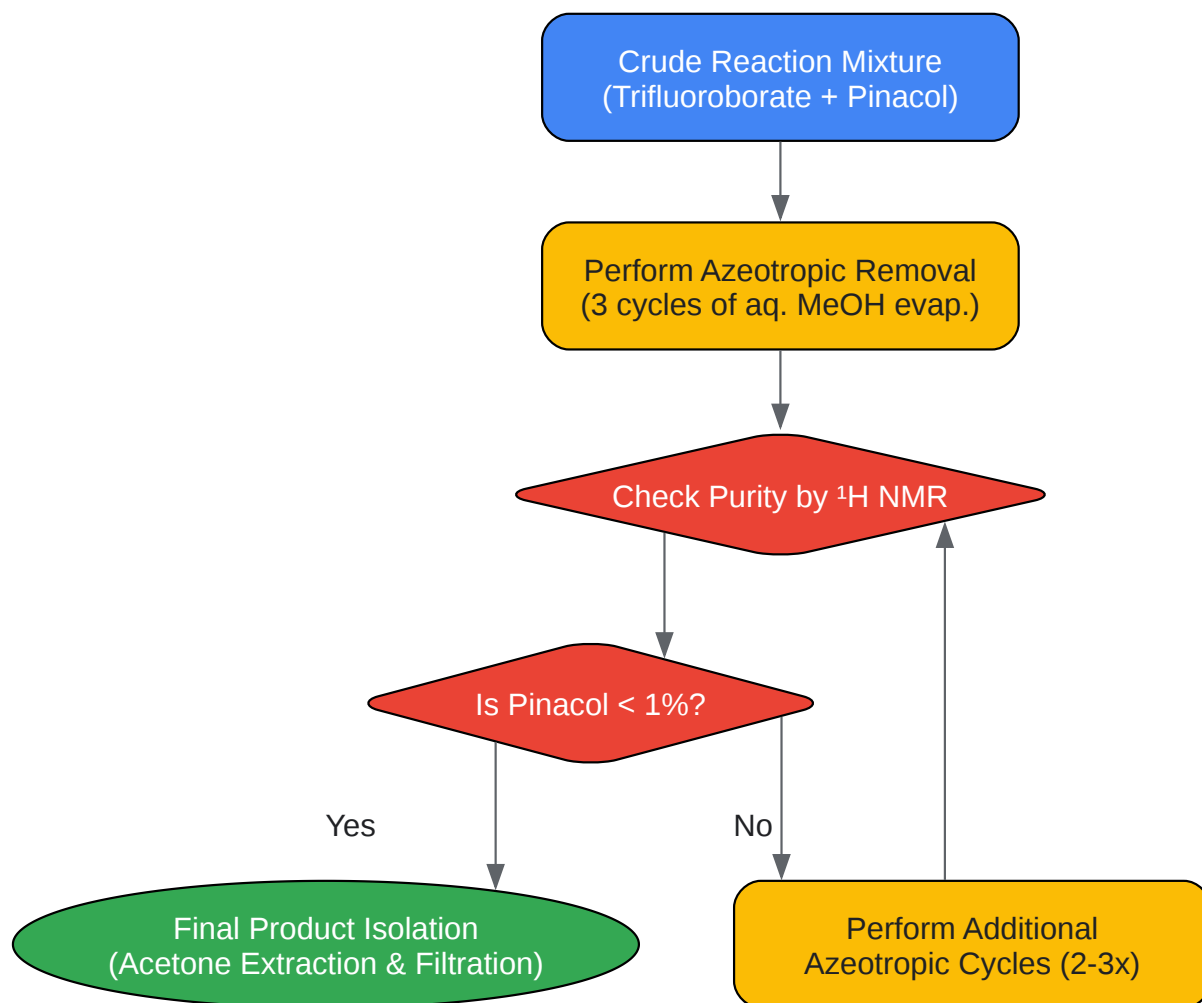 Crude Reaction Mixture
(Trifluoroborate + Pinacol)
Perform Azeotropic Removal
(3 cycles of aq. MeOH evap.)
Check Purity by ¹H NMR
Is Pinacol < 1%?
Yes
No
Final Product Isolation
(Acetone Extraction & Filtration)
Perform Additional
Azeotropic Cycles (2-3x)